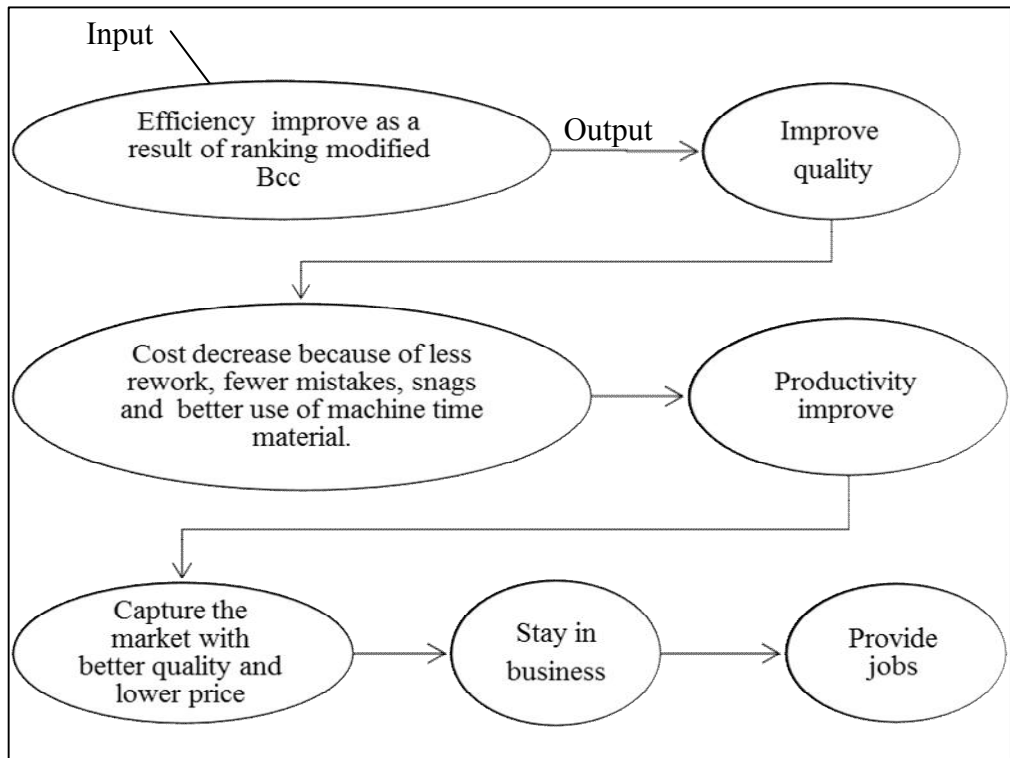 Input
Efficiency improve as a
result of ranking modified
Bcc
Output
Improve
quality
Cost decrease because of less
rework, fewer mistakes, snags
and better use of machine time
material.
Productivity
improve
Capture the
market with
better quality and
lower price
Stay in
business
Provide
jobs